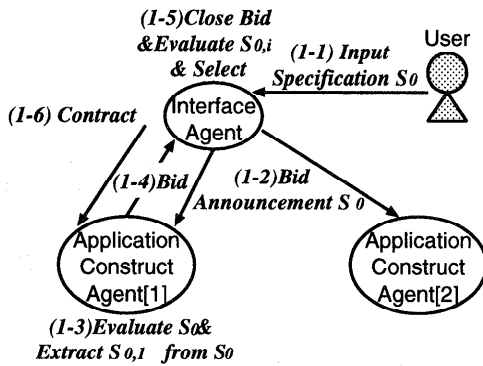 (1-5)Close Bid
&Evaluate S0,i
& Select
User
(1-1) Input
Specification S0
Interface
Agent
(1-6) Contract
(1-4)Bid
(1-2)Bid
Announcement S 0
Application
Construct
Agent[1]
Application
Construct
Agent[2]
(1-3)Evaluate S0&
Extract S 0,1 from S0